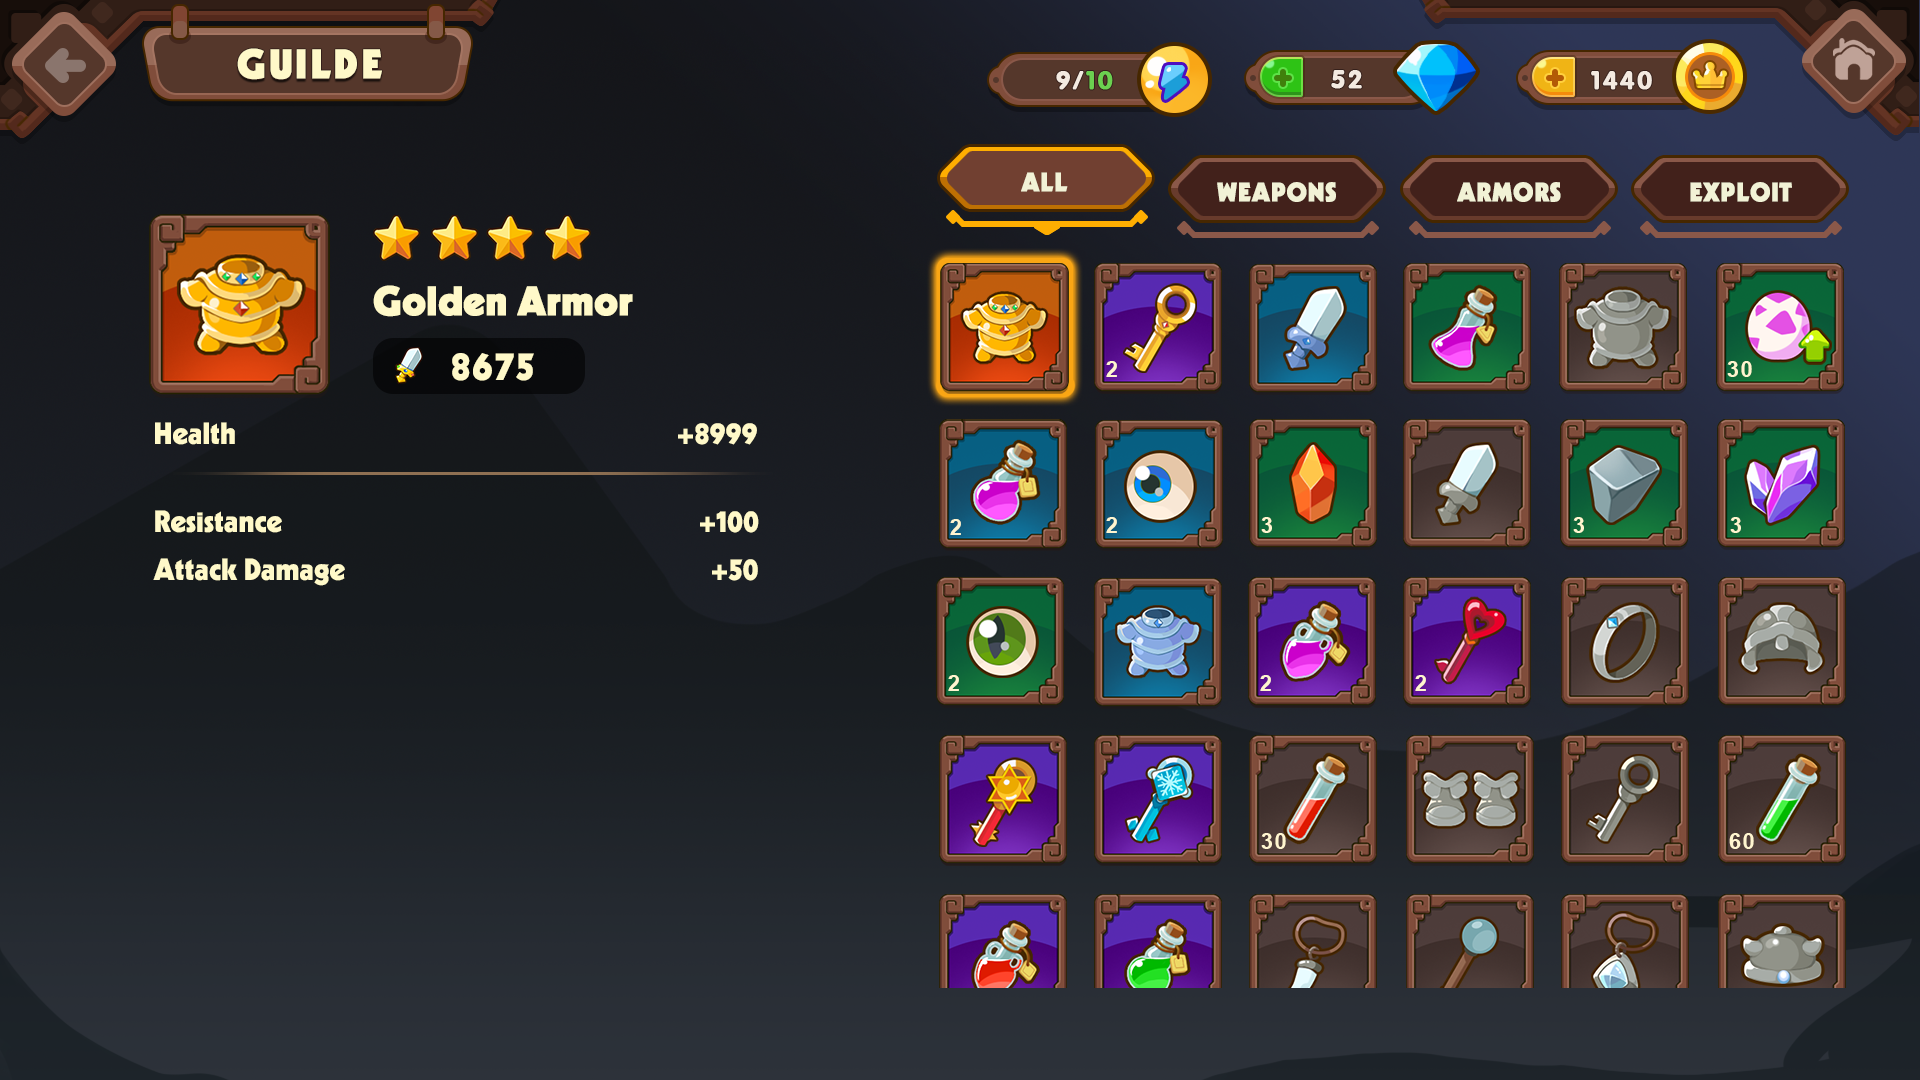 GUILDE
9/10
52
1440
ALL
WEAPONS
ARMORS
EXPLOIT
Golden Armor
8675
Health +8999
Resistance +100
Attack Damage +50
2
30
2
2
3
3
3
2
2
2
30
60